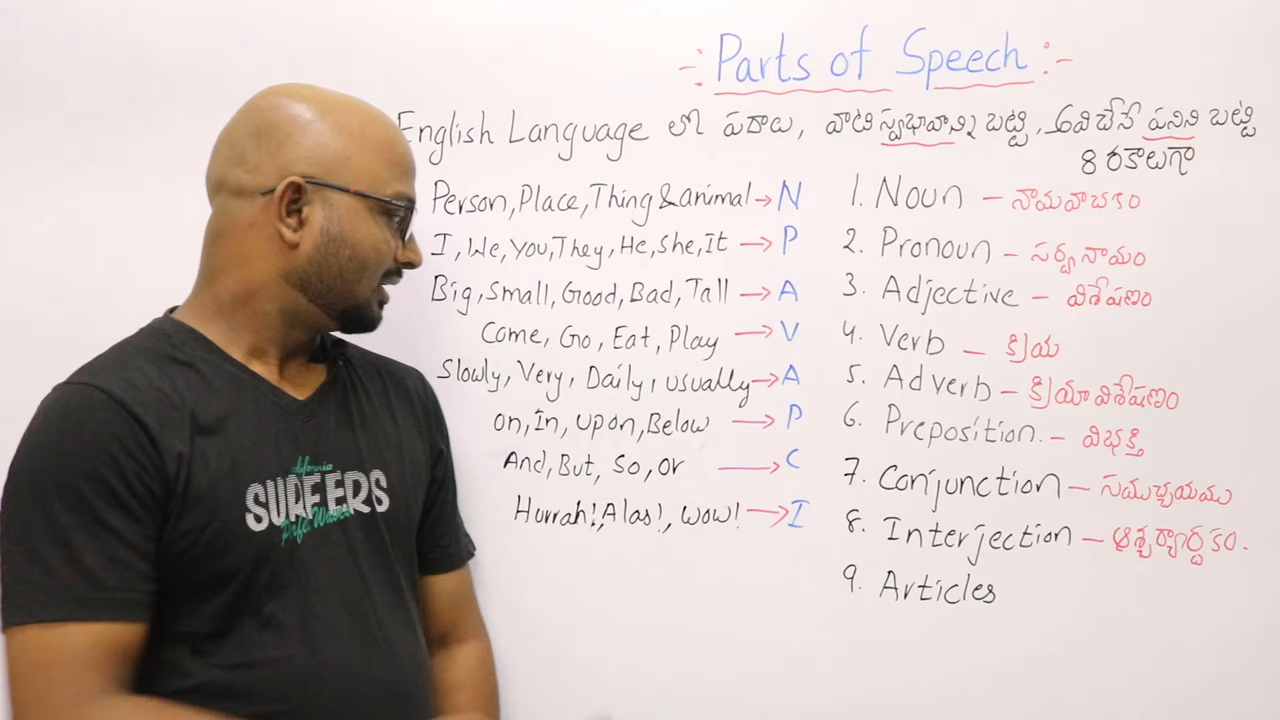 Parts of Speech
English Language లో పదాలు, వాటి స్వభావాన్ని బట్టి, అవి చేసే పనిని బట్టి
8 రకాలుగా
Person, Place, Thing & animal → N
I, We, You, They, He, She, It → P
Big, Small, Good, Bad, Tall → A
Come, Go, Eat, Play → V
Slowly, Very, Daily, usually → A
on, In, upon, Below → P
And, But, So, or → C
Hurrah!, Alas!, wow! → I
1. Noun - నామవాచకం
2. Pronoun - సర్వనామం
3. Adjective - విశేషణం
4. Verb - క్రియ
5. Adverb - క్రియావిశేషణం
6. Preposition. - విభక్తి
7. Conjunction - సముచ్చయము
8. Interjection - ఆశ్చర్యార్దకం.
9. Articles
California
SURFERS